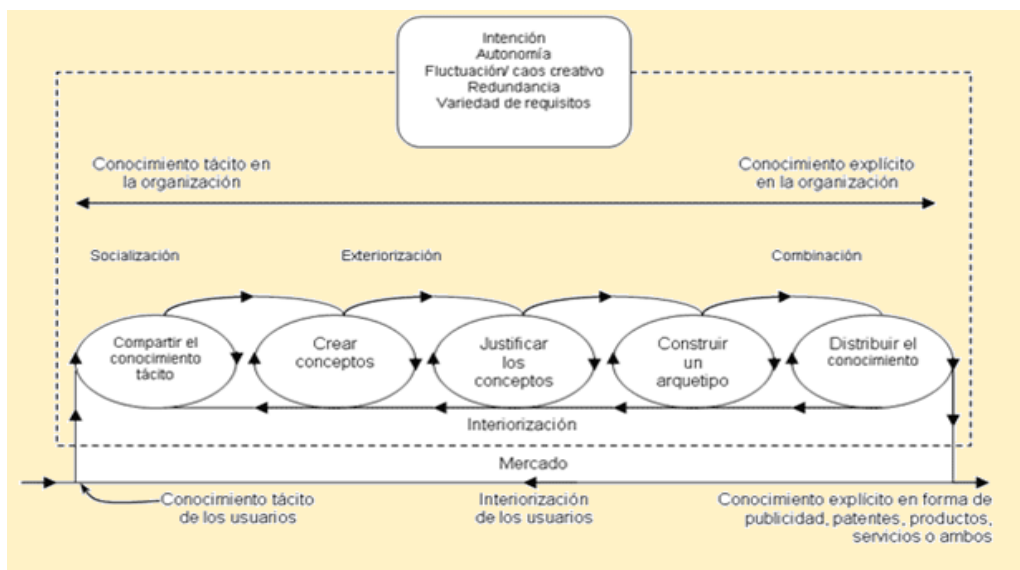 Intención
Autonomía
Fluctuación/ caos creativo
Redundancia
Variedad de requisitos
Conocimiento tácito en
la organización
Conocimiento explícito
en la organización
Socialización
Exteriorización
Combinación
Compartir el
conocimiento
tácito
Crear
conceptos
Justificar
los
conceptos
Construir
un
arquetipo
Distribuir el
conocimiento
Interiorización
Mercado
Conocimiento tácito
de los usuarios
Interiorización
de los usuarios
Conocimiento explícito en forma de
publicidad, patentes, productos,
servicios o ambos